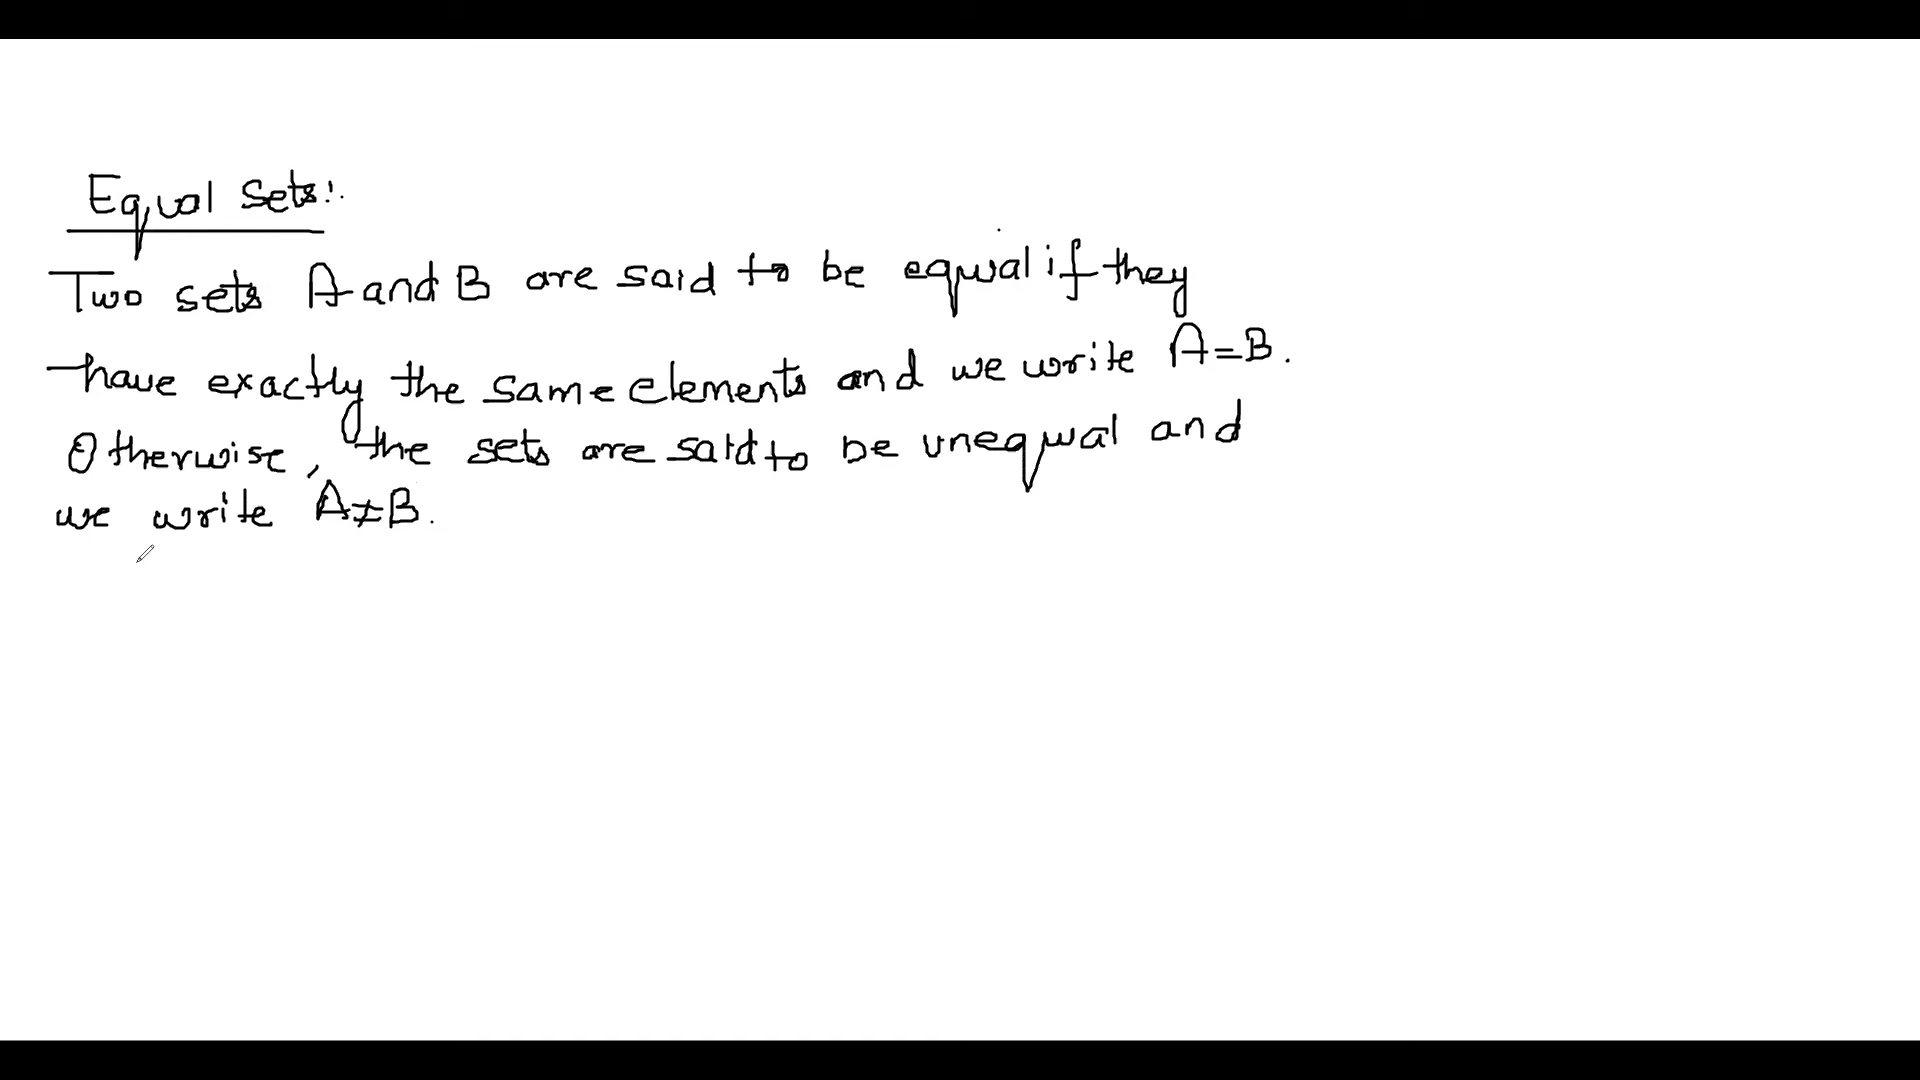 Equal Sets:
Two sets A and B are said to be equal if they
have exactly the same elements and we write A=B.
Otherwise, the sets are said to be unequal and
we write A≠B.